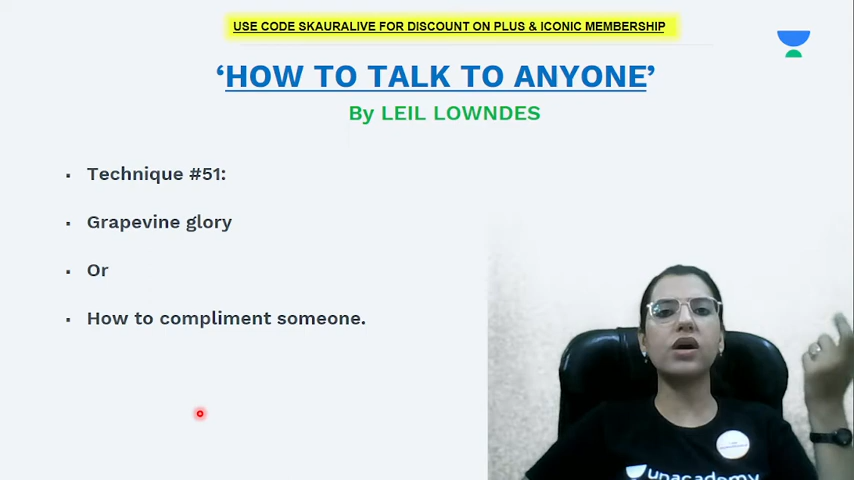 USE CODE SKAURALIVE FOR DISCOUNT ON PLUS & ICONIC MEMBERSHIP
‘HOW TO TALK TO ANYONE’
By LEIL LOWNDES
Technique #51:
Grapevine glory
Or
How to compliment someone.
unacademy